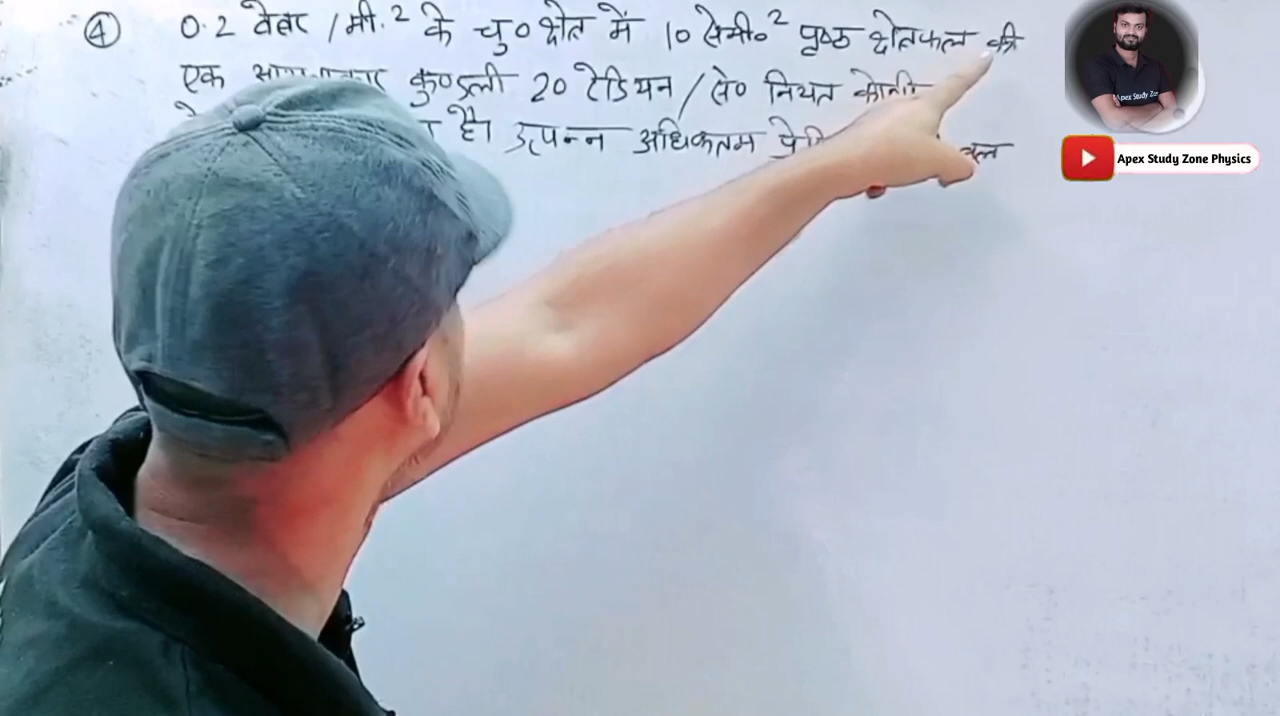 ④ 0.2 वेबर /मी.² के चु० क्षेत्र में 10 सेमी०² पृष्ठ क्षेत्रफल की
एक कुण्डली 20 रेडियन /से० नियत
है। उत्पन्न अधिकतम
Apex Study Zone Physics